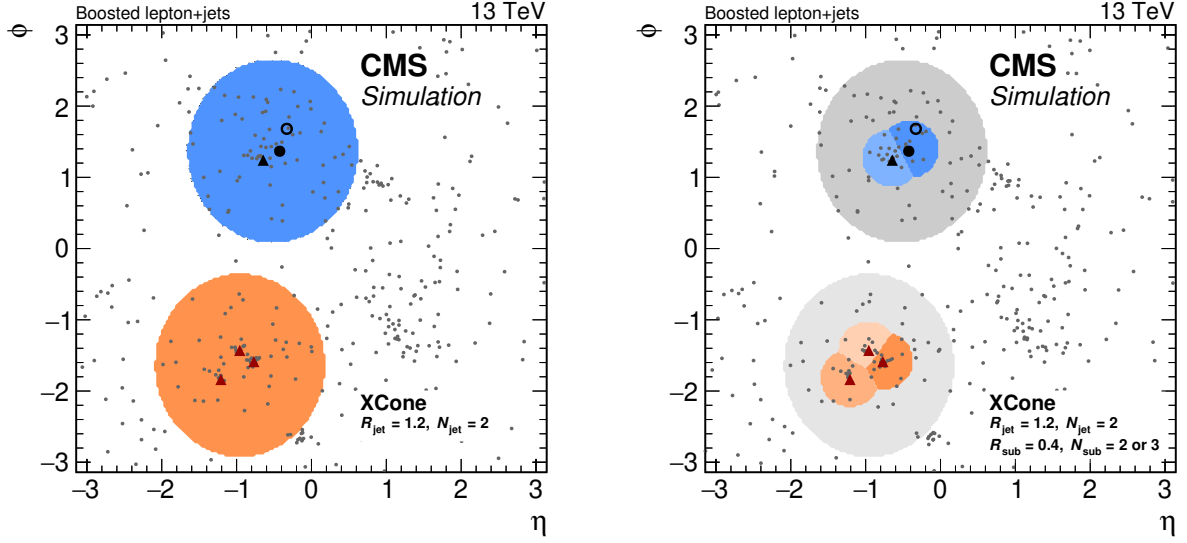 Boosted lepton+jets 13 TeV
ϕ
3
2
1
0
−1
−2
−3
CMS
Simulation
XCone
R_jet = 1.2, N_jet = 2
−3 −2 −1 0 1 2 3
η
Boosted lepton+jets 13 TeV
ϕ
3
2
1
0
−1
−2
−3
CMS
Simulation
XCone
R_jet = 1.2, N_jet = 2
R_sub = 0.4, N_sub = 2 or 3
−3 −2 −1 0 1 2 3
η